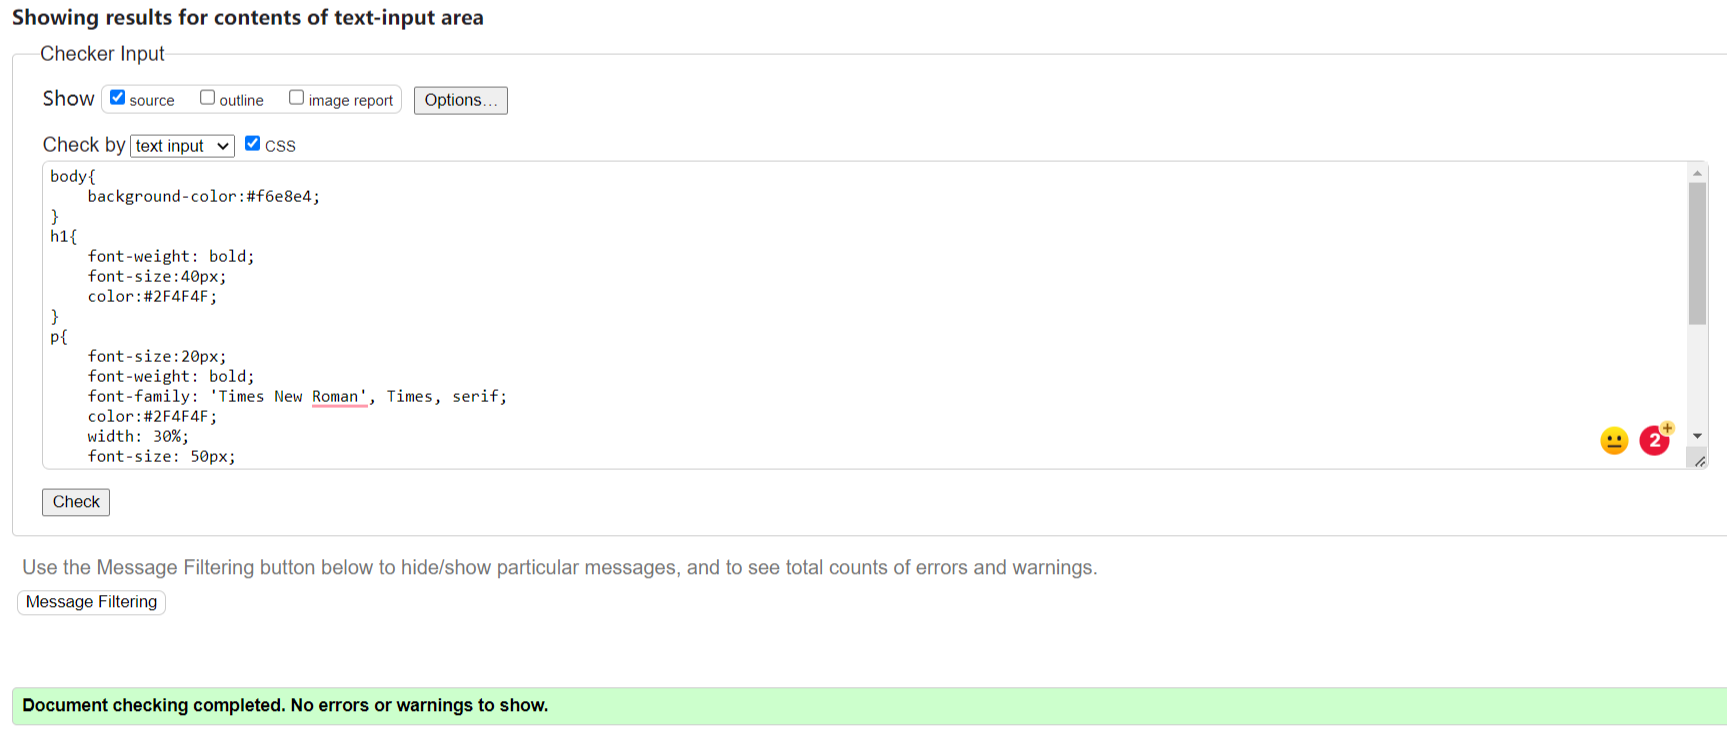 Showing results for contents of text-input area
Checker Input
Show source outline image report Options...
Check by text input CSS
body{
    background-color:#f6e8e4;
}
h1{
    font-weight: bold;
    font-size:40px;
    color:#2F4F4F;
}
p{
    font-size:20px;
    font-weight: bold;
    font-family: 'Times New Roman', Times, serif;
    color:#2F4F4F;
    width: 30%;
    font-size: 50px;
2+
Check
Use the Message Filtering button below to hide/show particular messages, and to see total counts of errors and warnings.
Message Filtering
Document checking completed. No errors or warnings to show.